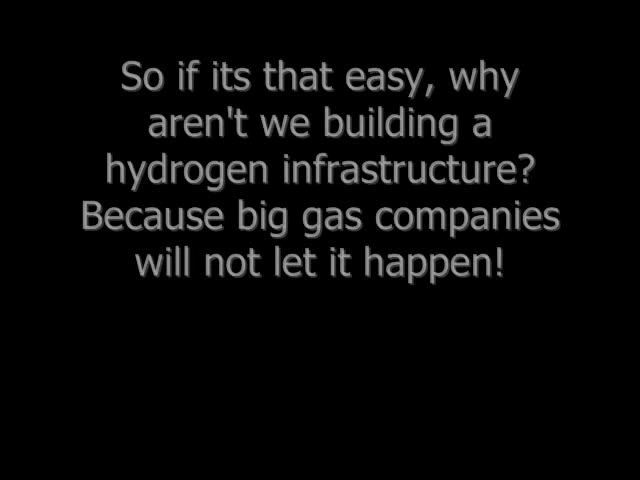 So if its that easy, why
aren't we building a
hydrogen infrastructure?
Because big gas companies
will not let it happen!